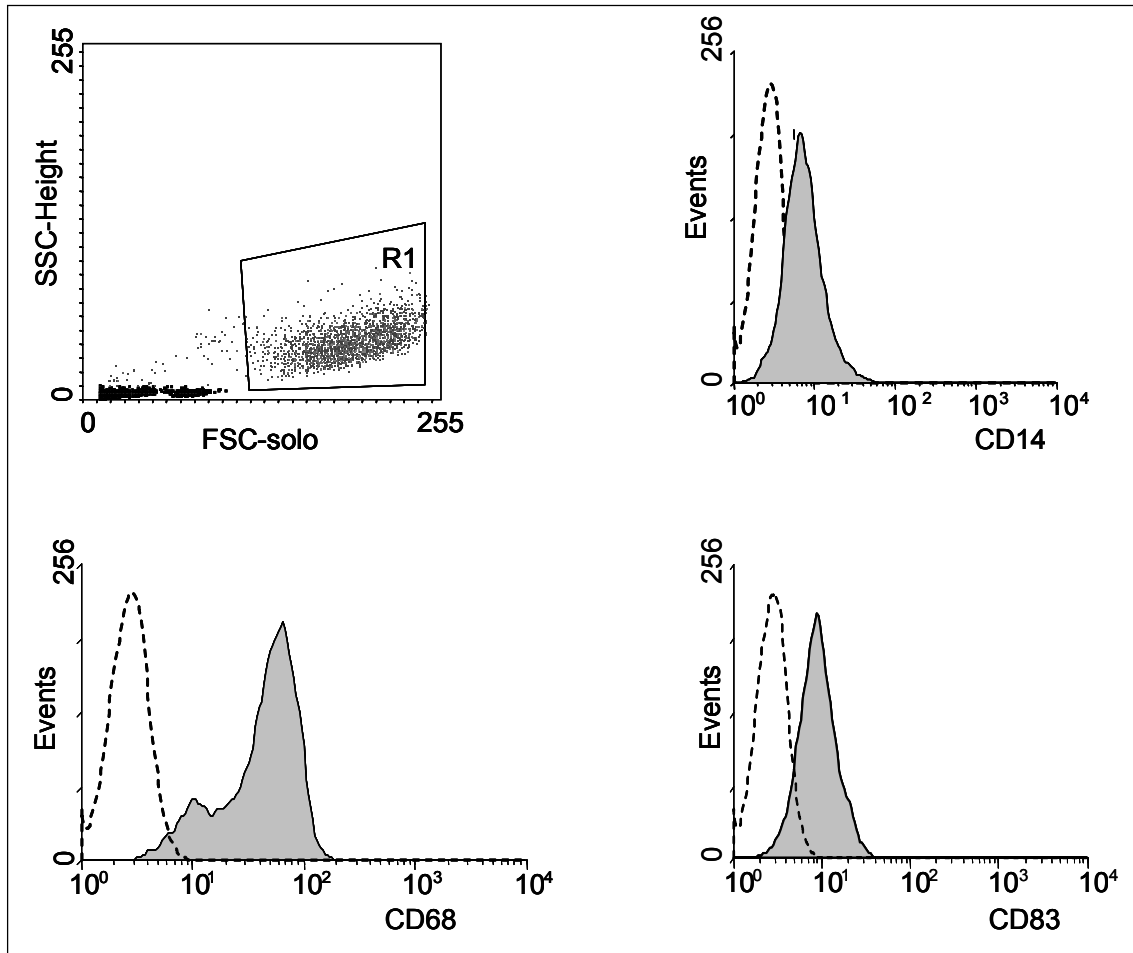 255
SSC-Height
R1
0
0
255
FSC-solo
256
Events
0
10⁰ 10¹ 10² 10³ 10⁴
CD14
256
Events
0
10⁰ 10¹ 10² 10³ 10⁴
CD68
256
Events
0
10⁰ 10¹ 10² 10³ 10⁴
CD83